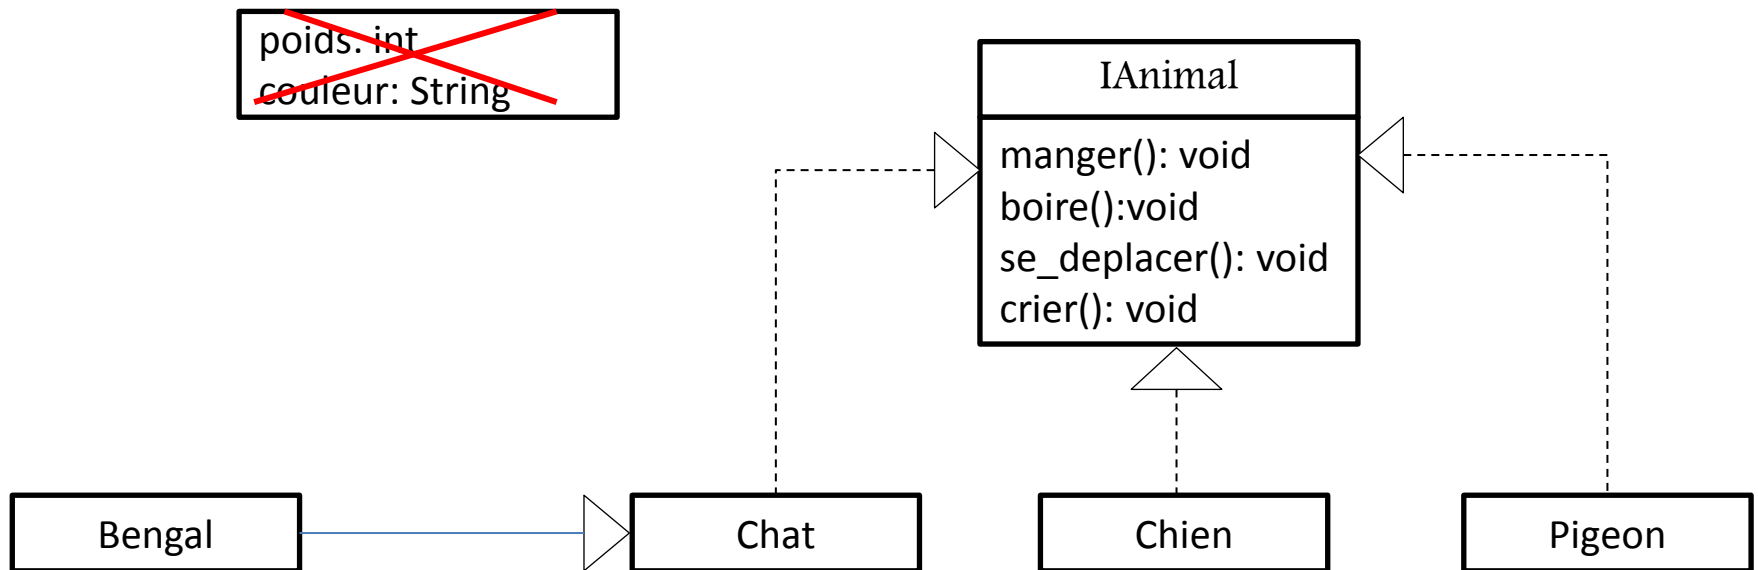 poids: int
couleur: String
IAnimal
manger(): void
boire():void
se_deplacer(): void
crier(): void
Bengal
Chat
Chien
Pigeon